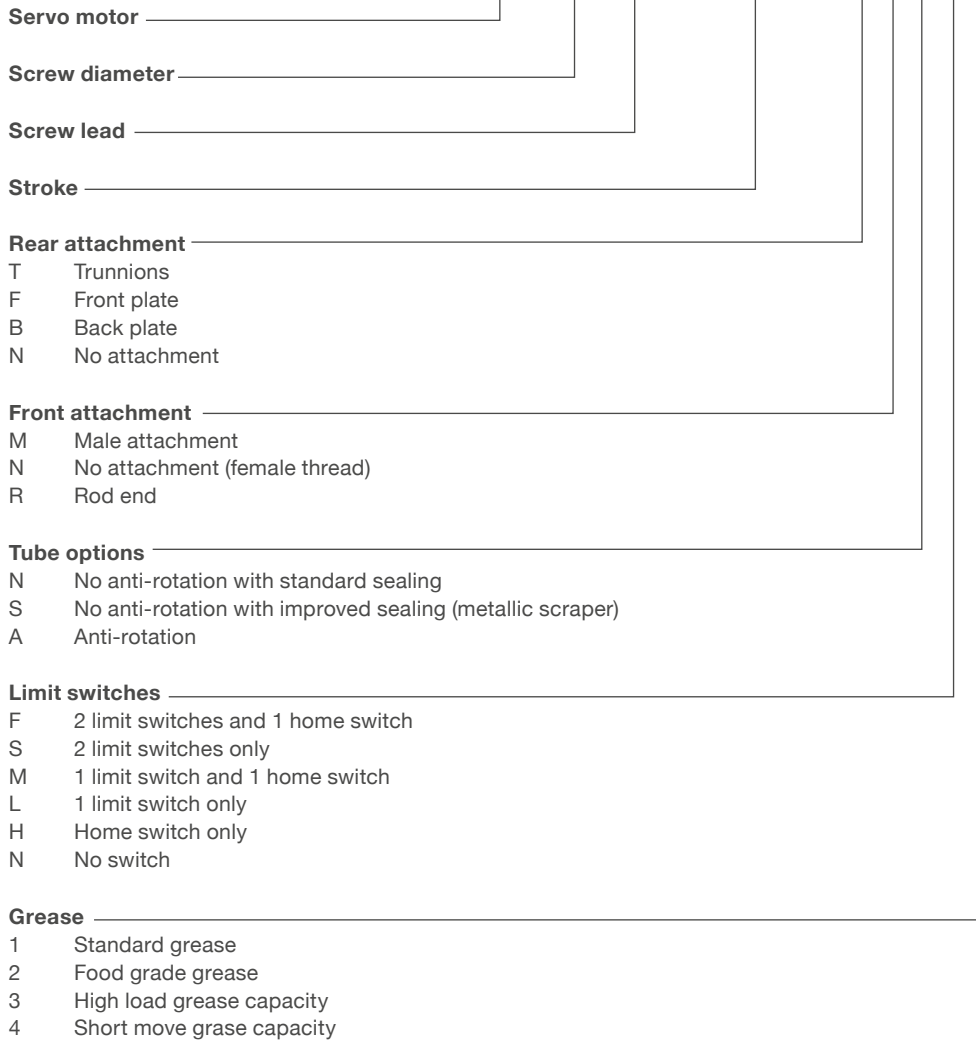 Servo motor
Screw diameter
Screw lead
Stroke
Rear attachment
T Trunnions
F Front plate
B Back plate
N No attachment
Front attachment
M Male attachment
N No attachment (female thread)
R Rod end
Tube options
N No anti-rotation with standard sealing
S No anti-rotation with improved sealing (metallic scraper)
A Anti-rotation
Limit switches
F 2 limit switches and 1 home switch
S 2 limit switches only
M 1 limit switch and 1 home switch
L 1 limit switch only
H Home switch only
N No switch
Grease
1 Standard grease
2 Food grade grease
3 High load grease capacity
4 Short move grase capacity